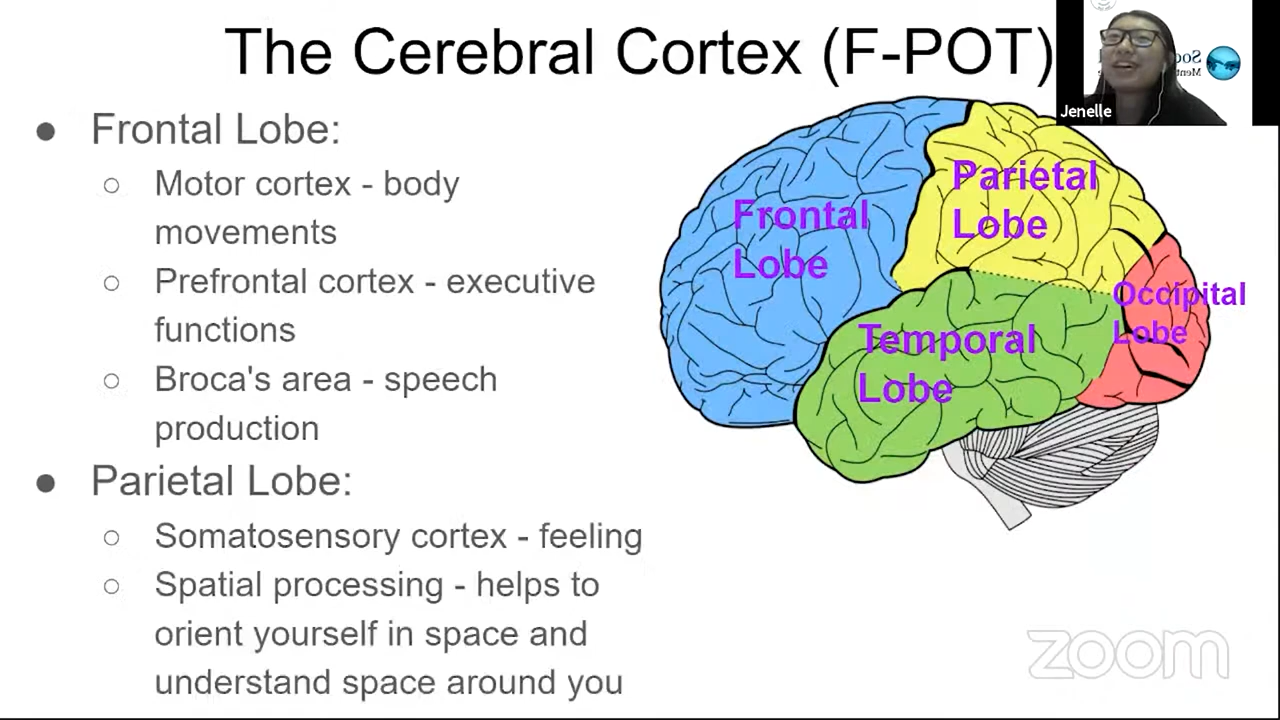 The Cerebral Cortex (F-POT)
Jenelle
● Frontal Lobe:
○ Motor cortex - body
movements
○ Prefrontal cortex - executive
functions
○ Broca's area - speech
production
● Parietal Lobe:
○ Somatosensory cortex - feeling
○ Spatial processing - helps to
orient yourself in space and
understand space around you
Frontal
Lobe
Parietal
Lobe
Occipital
Lobe
Temporal
Lobe
zoom